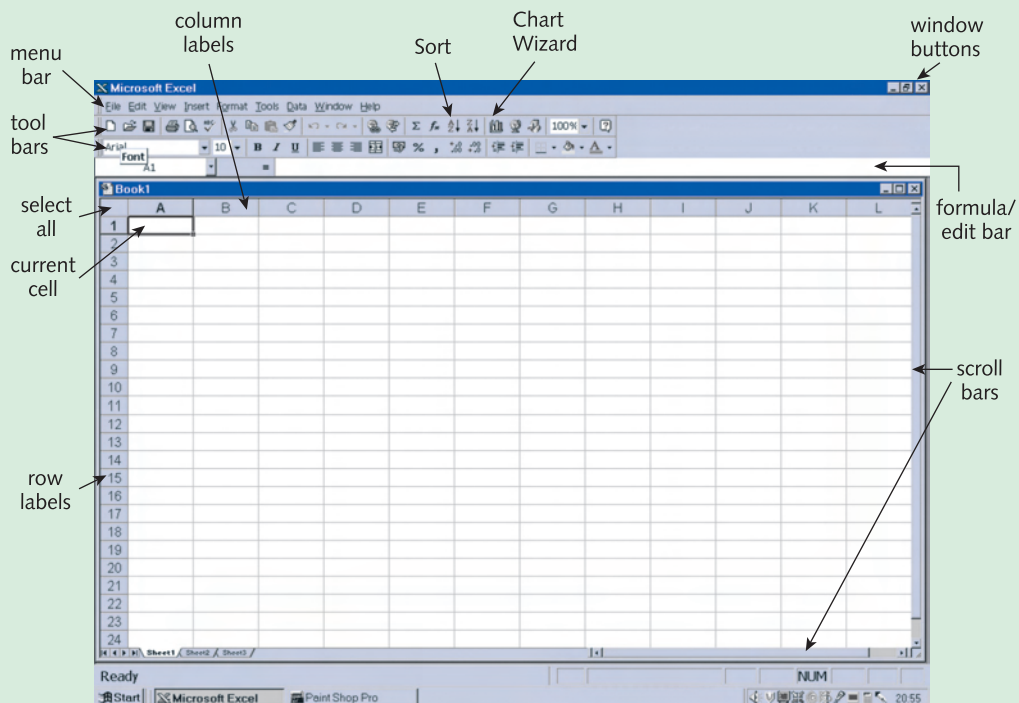 column
labels
Chart
Wizard
Sort
window
buttons
menu
bar
tool
bars
select
all
current
cell
row
labels
formula/
edit bar
scroll
bars
Microsoft Excel
File Edit View Insert Format Tools Data Window Help
100%
Arial 10 B I U %
Font
A1 =
Book1
A B C D E F G H I J K L
1
2
3
4
5
6
7
8
9
10
11
12
13
14
15
16
17
18
19
20
21
22
23
24
Sheet1 Sheet2 Sheet3
Ready NUM
Start Microsoft Excel Paint Shop Pro 20:55